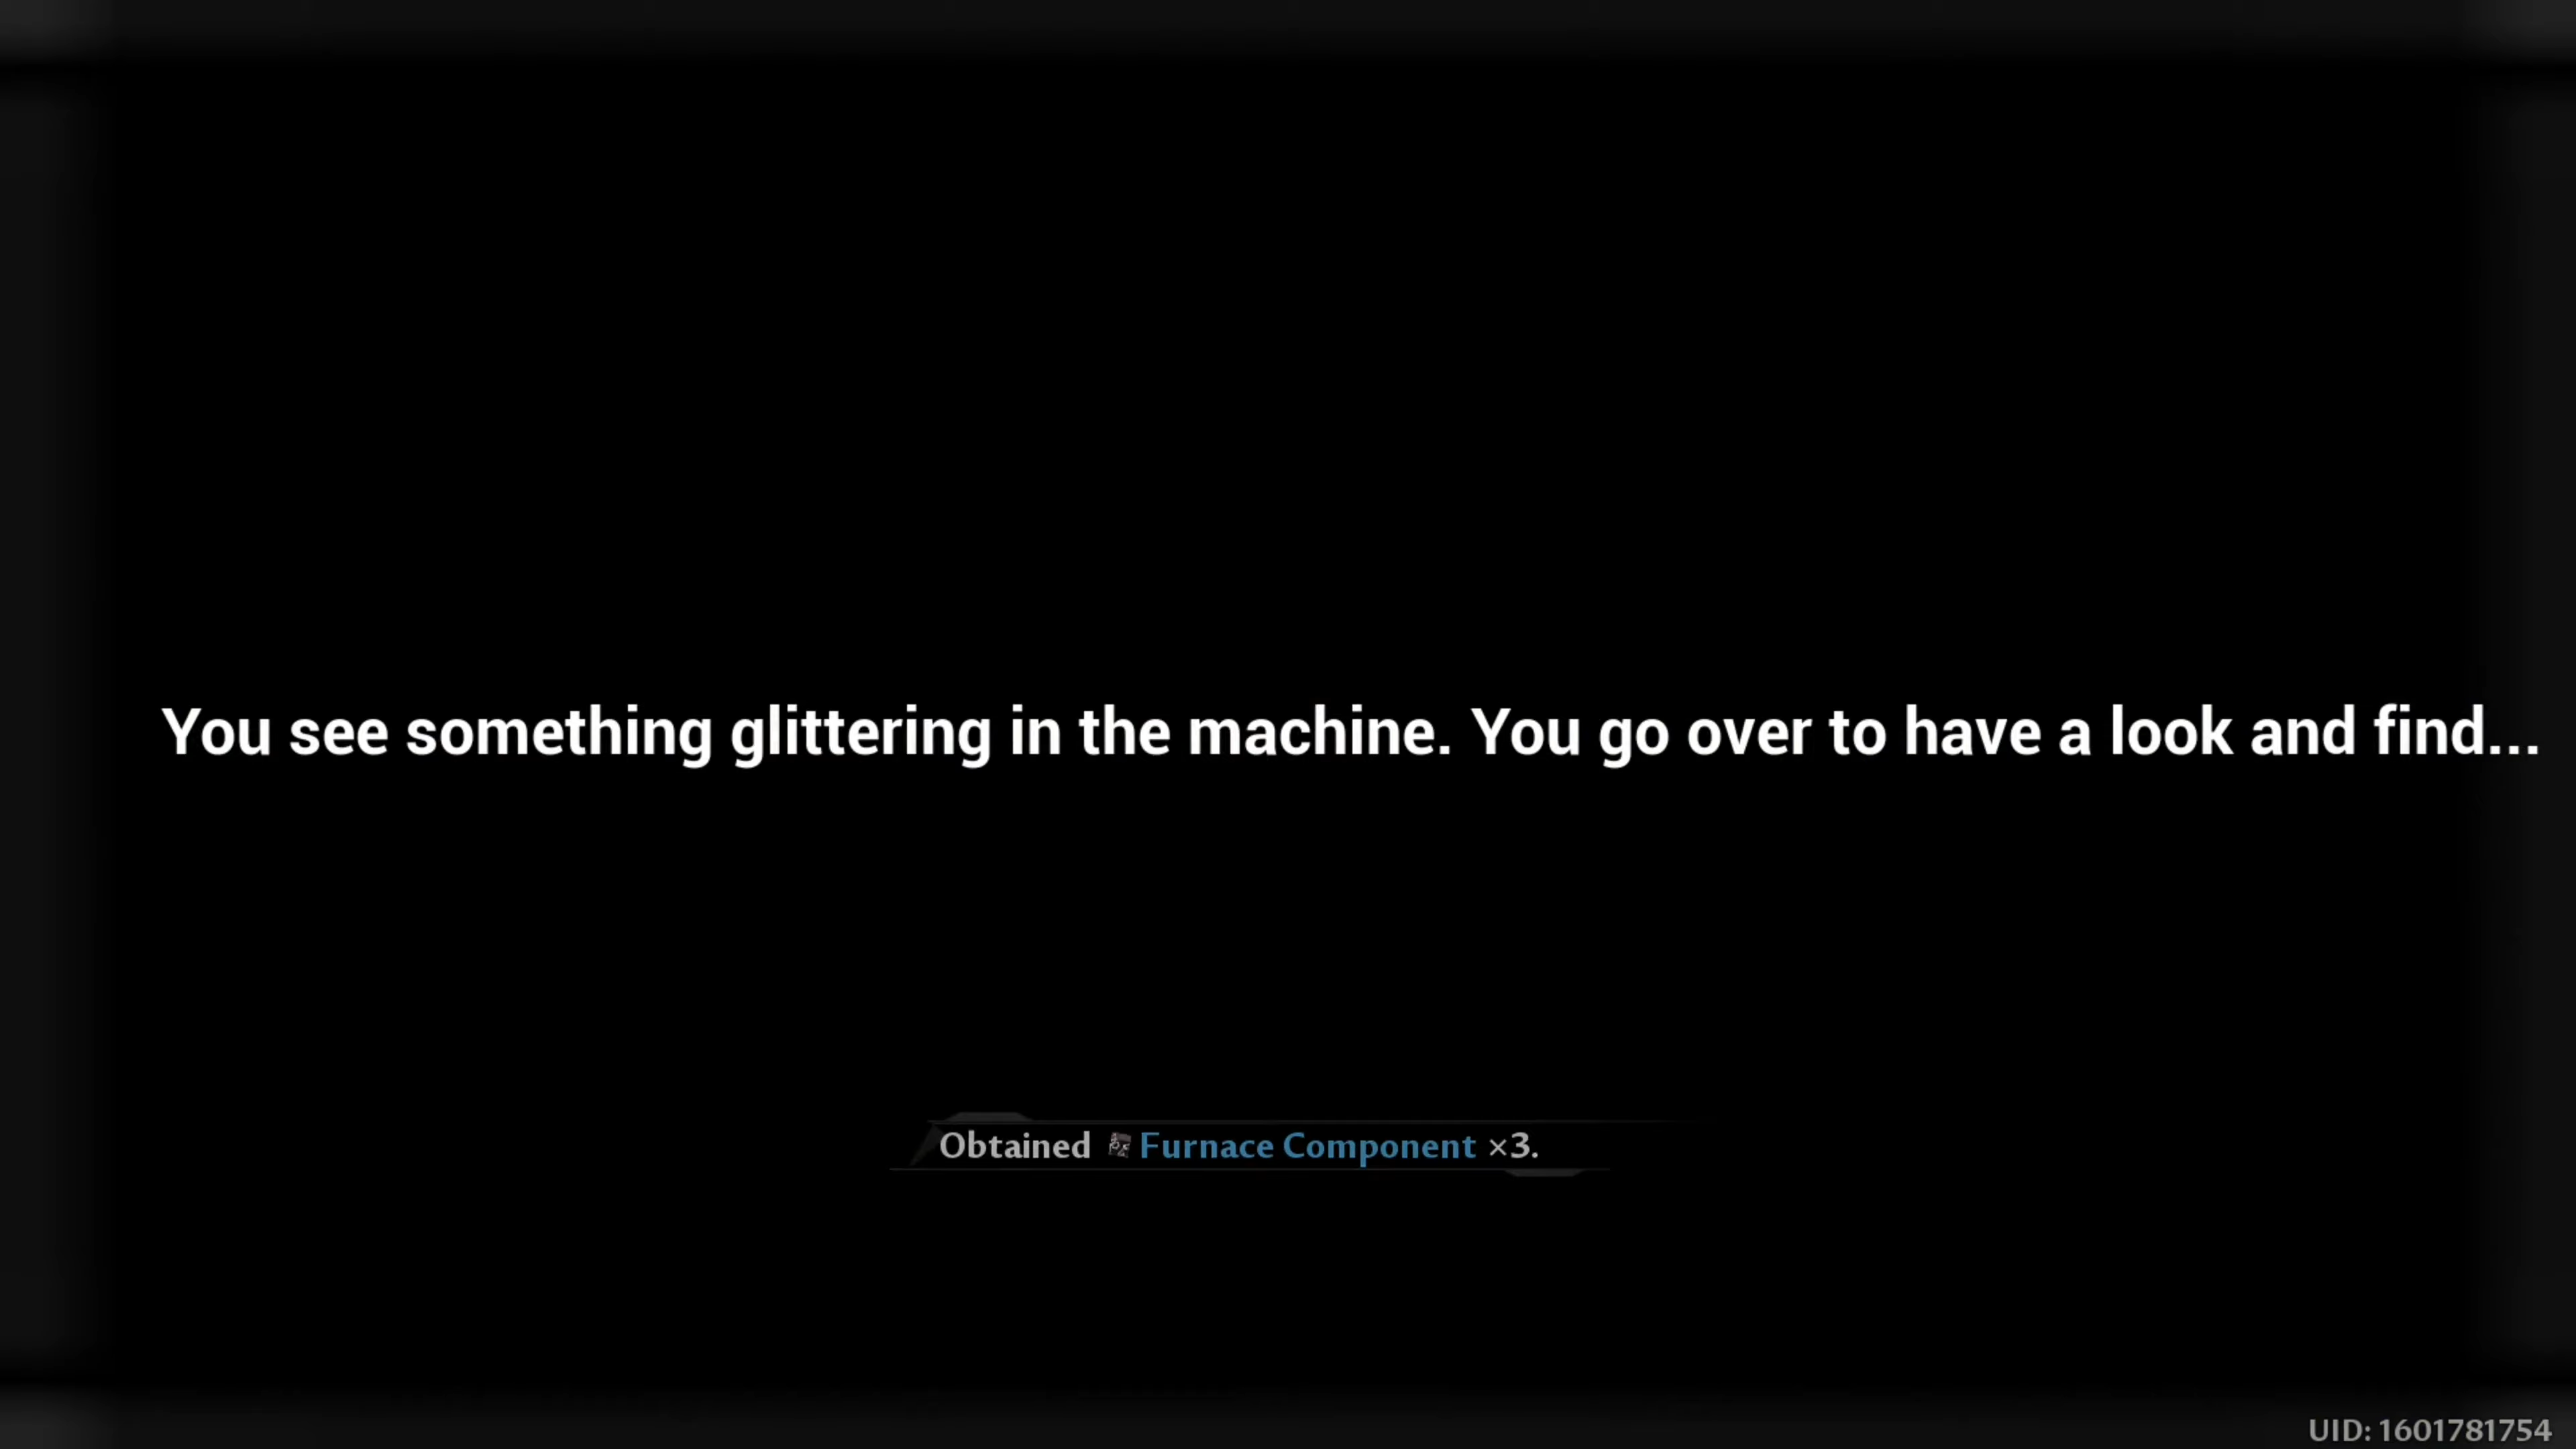 You see something glittering in the machine. You go over to have a look and find...
Obtained Furnace Component ×3.
UID: 1601781754